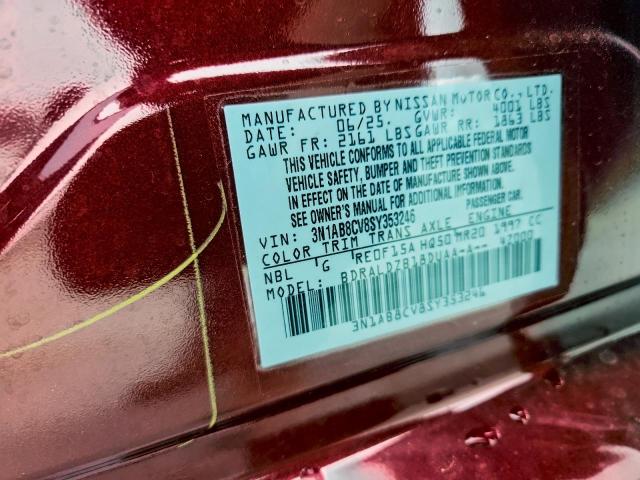 MANUFACTURED BY NISSAN MOTOR CO., LTD.
DATE: 06/25. GVWR: 4001 LBS
GAWR FR: 2161 LBS GAWR RR: 1863 LBS
THIS VEHICLE CONFORMS TO ALL APPLICABLE FEDERAL MOTOR
VEHICLE SAFETY, BUMPER AND THEFT PREVENTION STANDARDS
IN EFFECT ON THE DATE OF MANUFACTURE SHOWN ABOVE.
SEE OWNER'S MANUAL FOR ADDITIONAL INFORMATION.
VIN: 3N1AB8CV8SY353246 PASSENGER CAR.
COLOR TRIM TRANS AXLE ENGINE
NBL G RE0F15A HQ50 MR20 1997 CC
MODEL: BDRALDZB18DUAA-A-- 42000
3N1AB8CV8SY353246